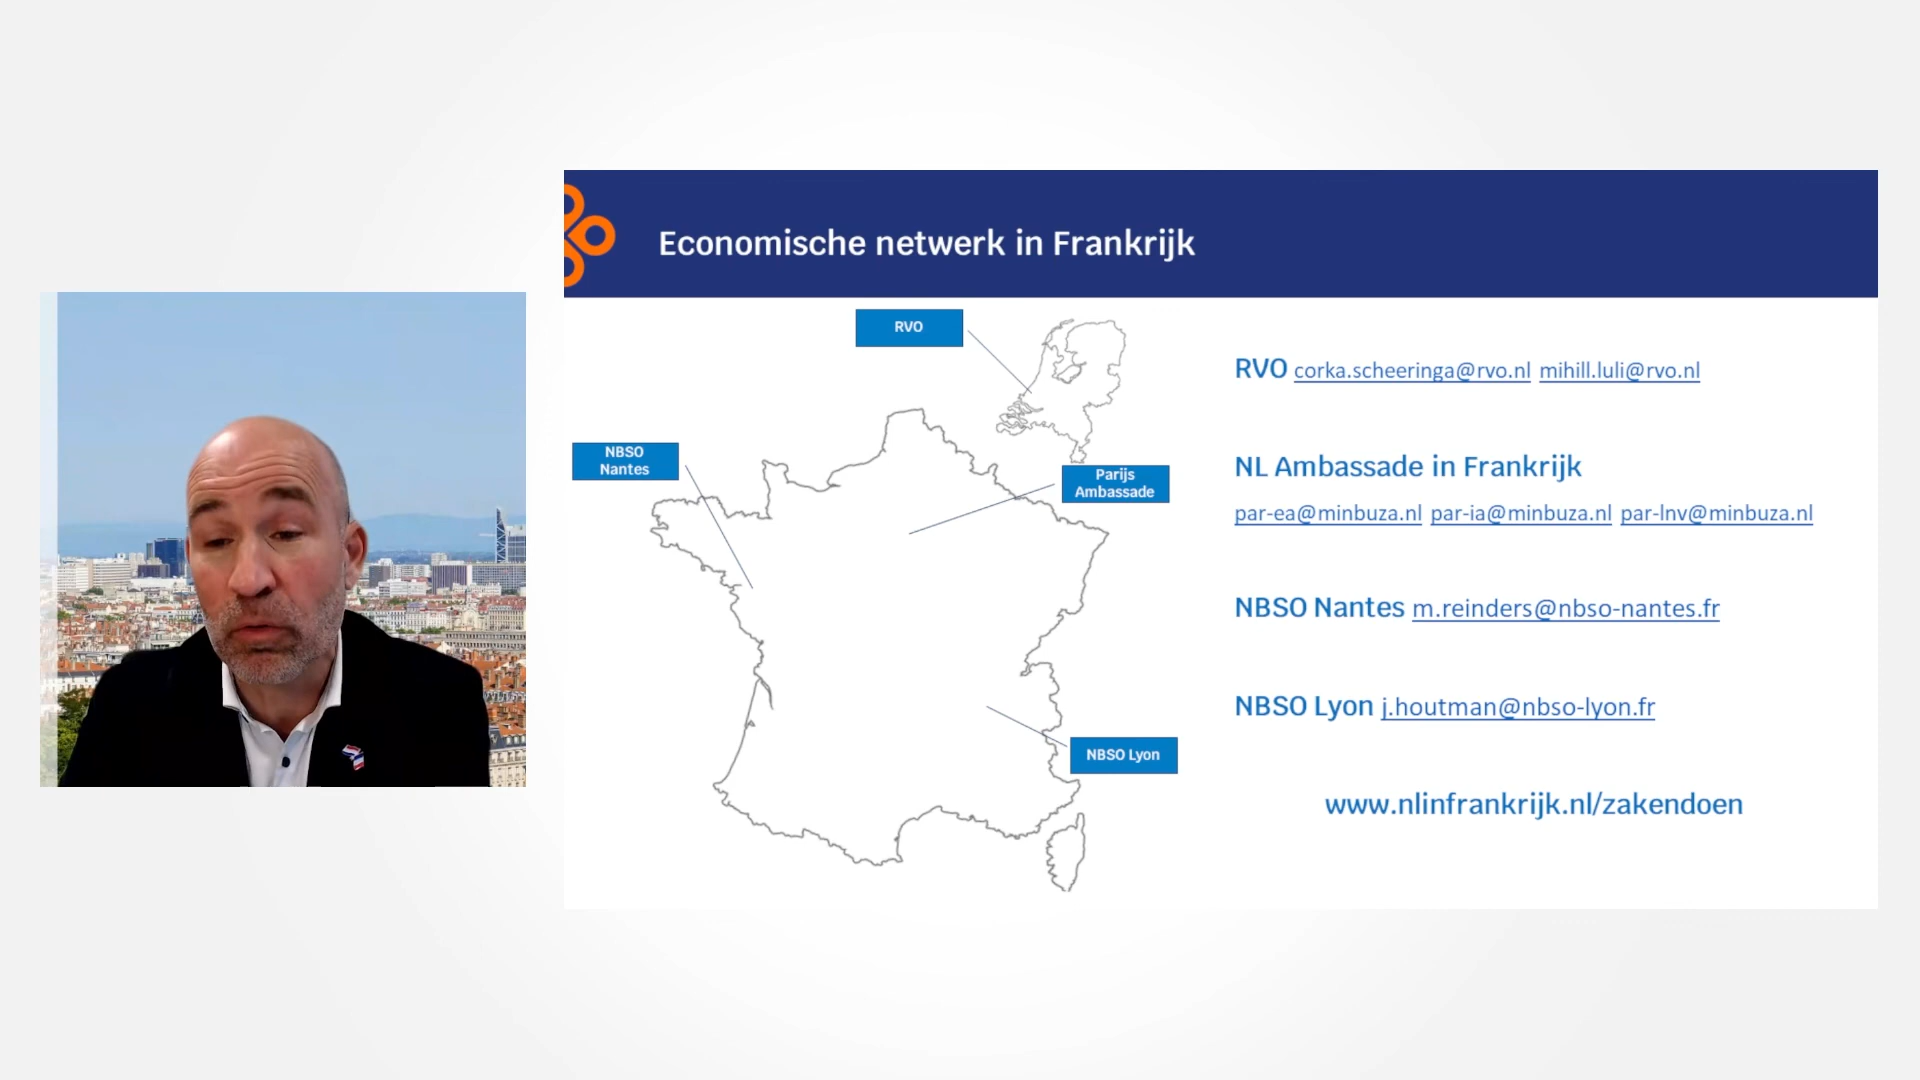 Economische netwerk in Frankrijk
RVO
NBSO
Nantes
Parijs
Ambassade
NBSO Lyon
RVO corka.scheeringa@rvo.nl mihill.luli@rvo.nl
NL Ambassade in Frankrijk
par-ea@minbuza.nl par-ia@minbuza.nl par-lnv@minbuza.nl
NBSO Nantes m.reinders@nbso-nantes.fr
NBSO Lyon j.houtman@nbso-lyon.fr
www.nlinfrankrijk.nl/zakendoen